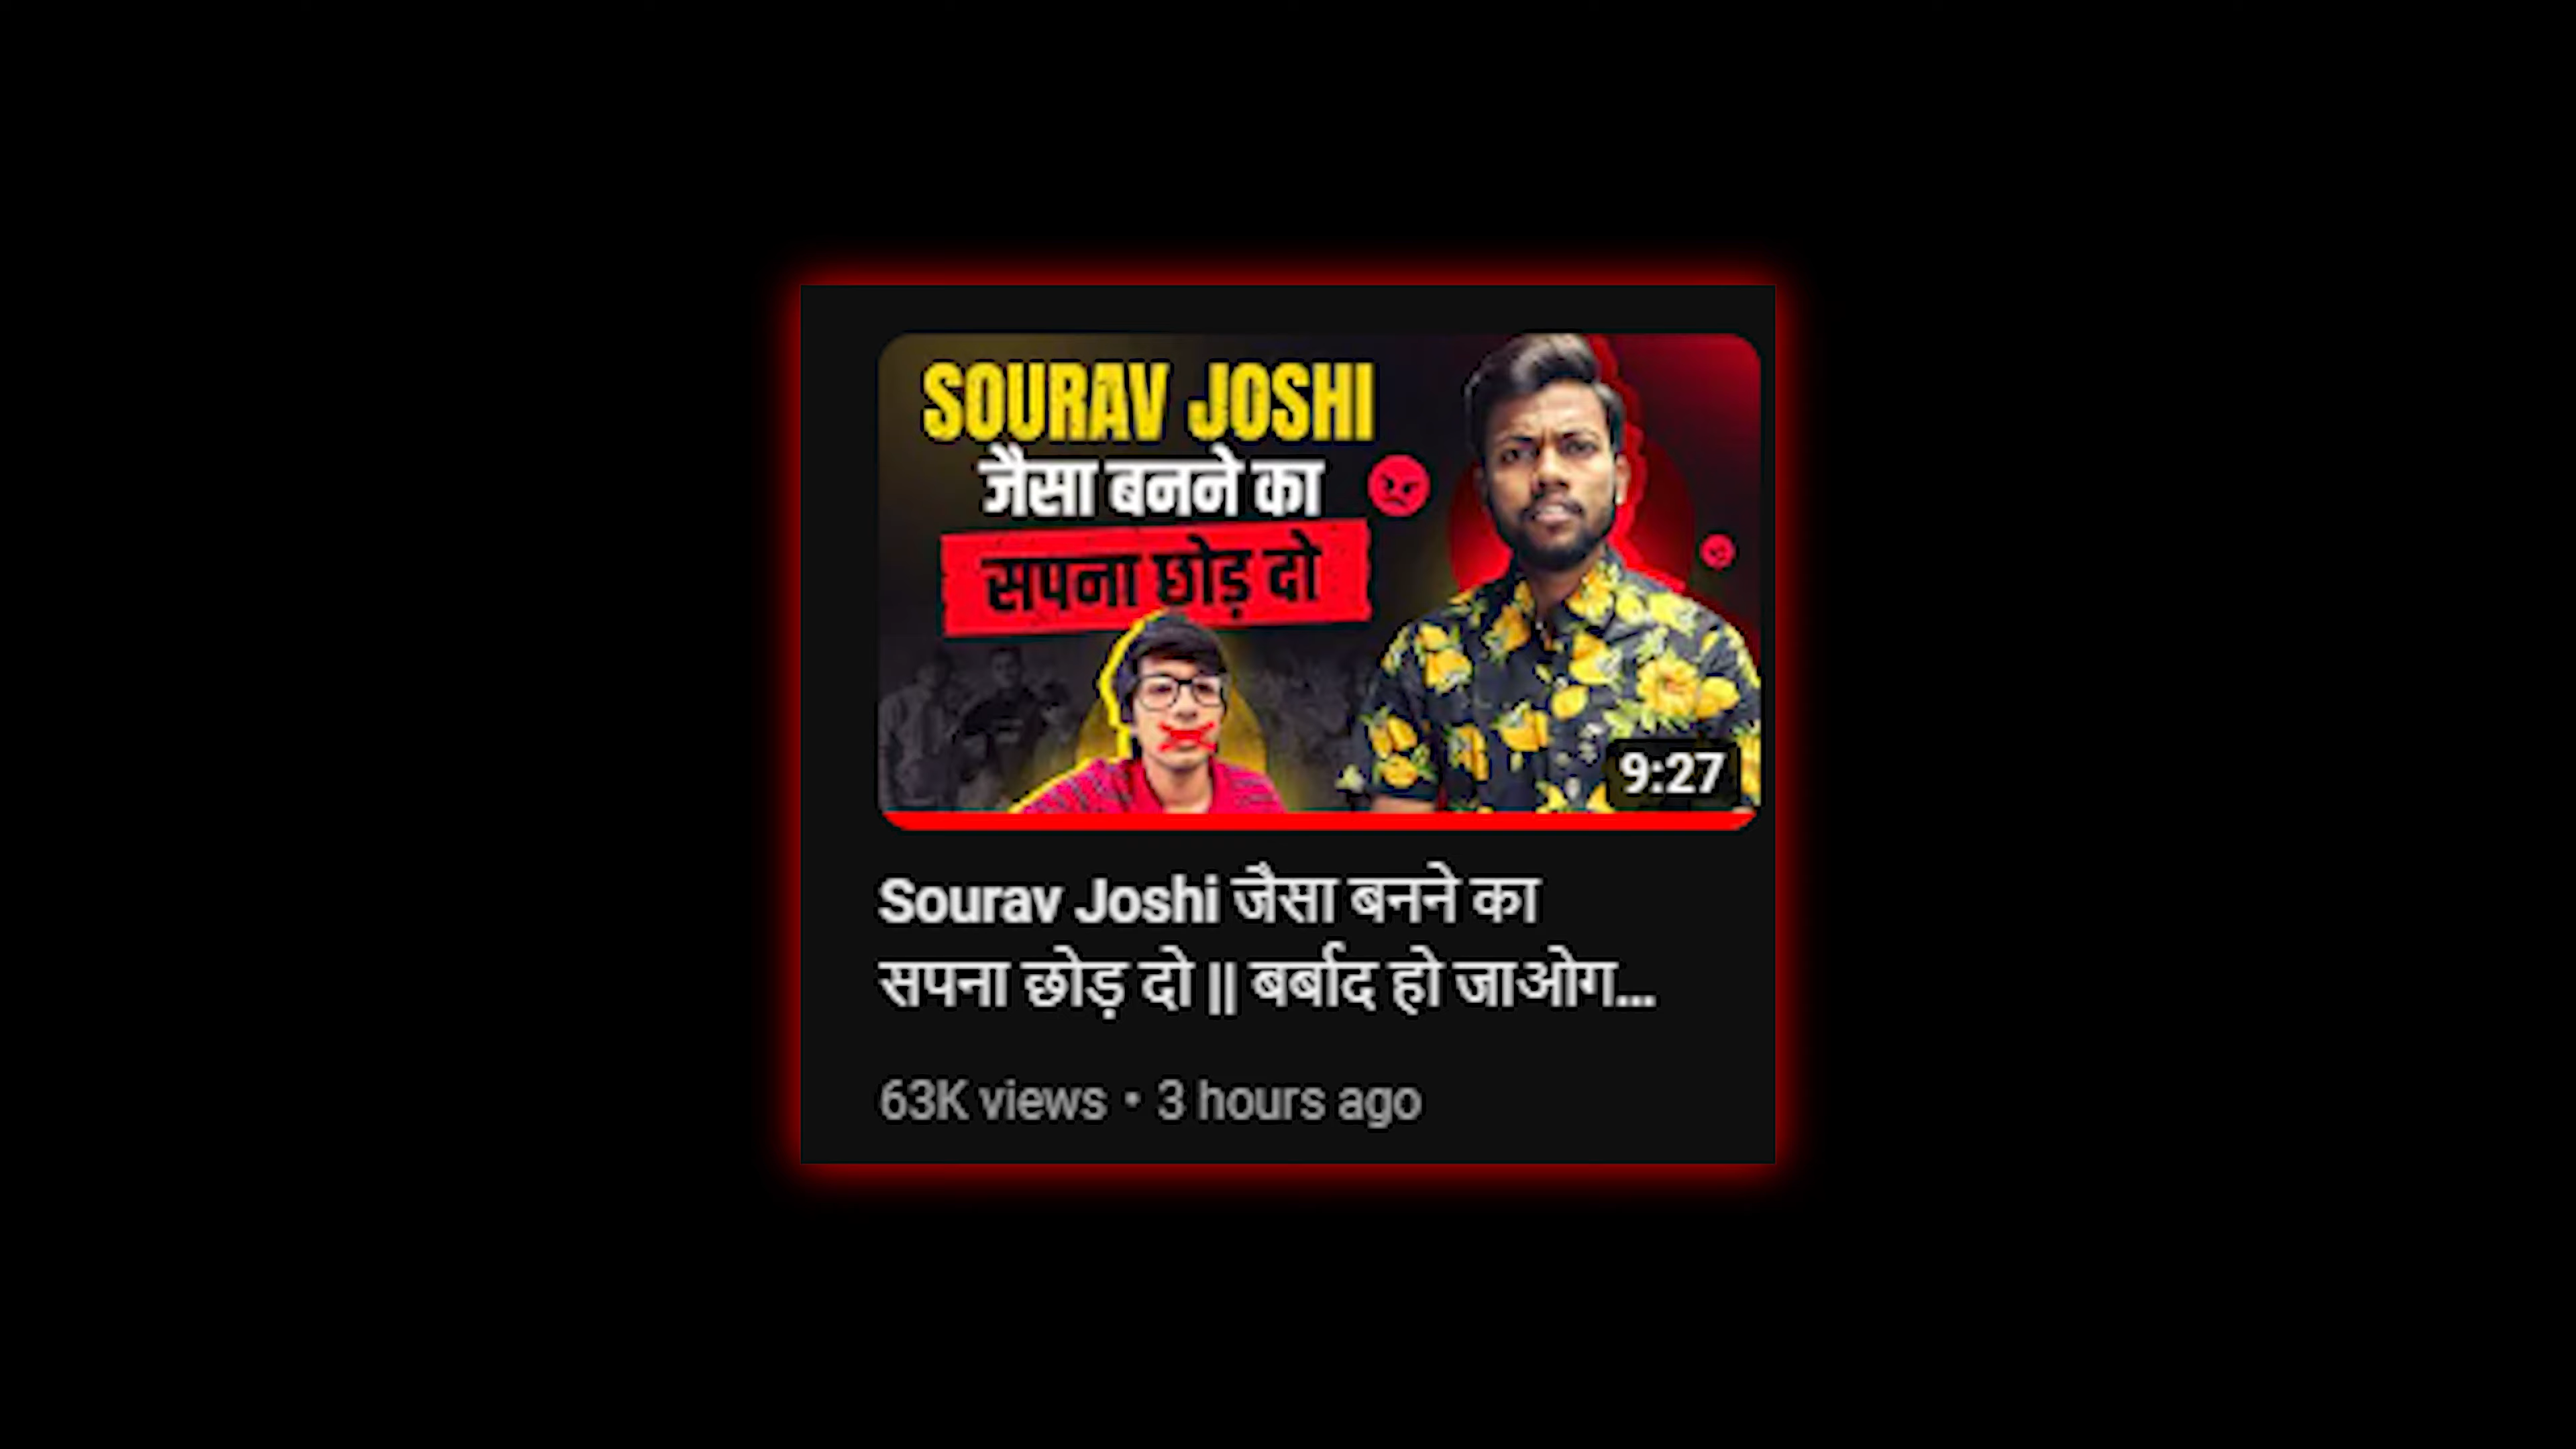 SOURAV JOSHI
जैसा बनने का
सपना छोड़ दो
9:27
Sourav Joshi जैसा बनने का
सपना छोड़ दो || बर्बाद हो जाओग...
63K views • 3 hours ago